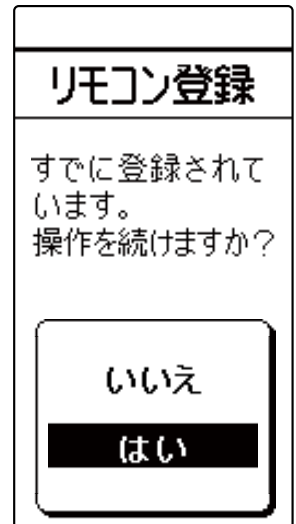 リモコン登録
すでに登録されて
います。
操作を続けますか?
いいえ
はい